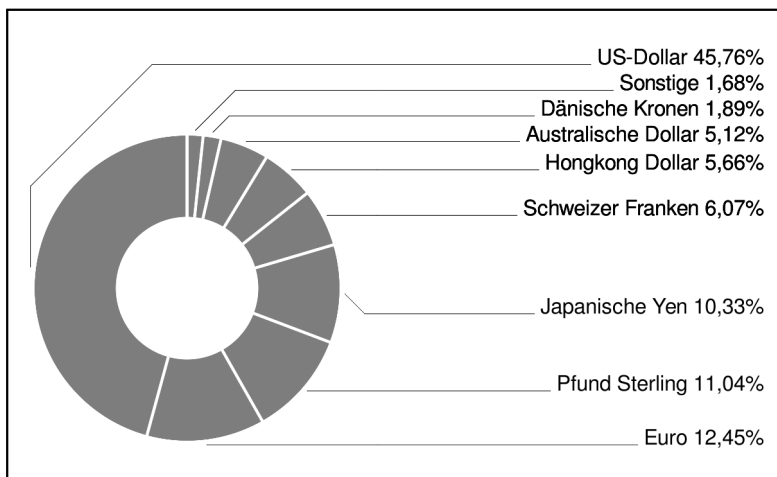 US-Dollar 45,76%
Sonstige 1,68%
Dänische Kronen 1,89%
Australische Dollar 5,12%
Hongkong Dollar 5,66%
Schweizer Franken 6,07%
Japanische Yen 10,33%
Pfund Sterling 11,04%
Euro 12,45%